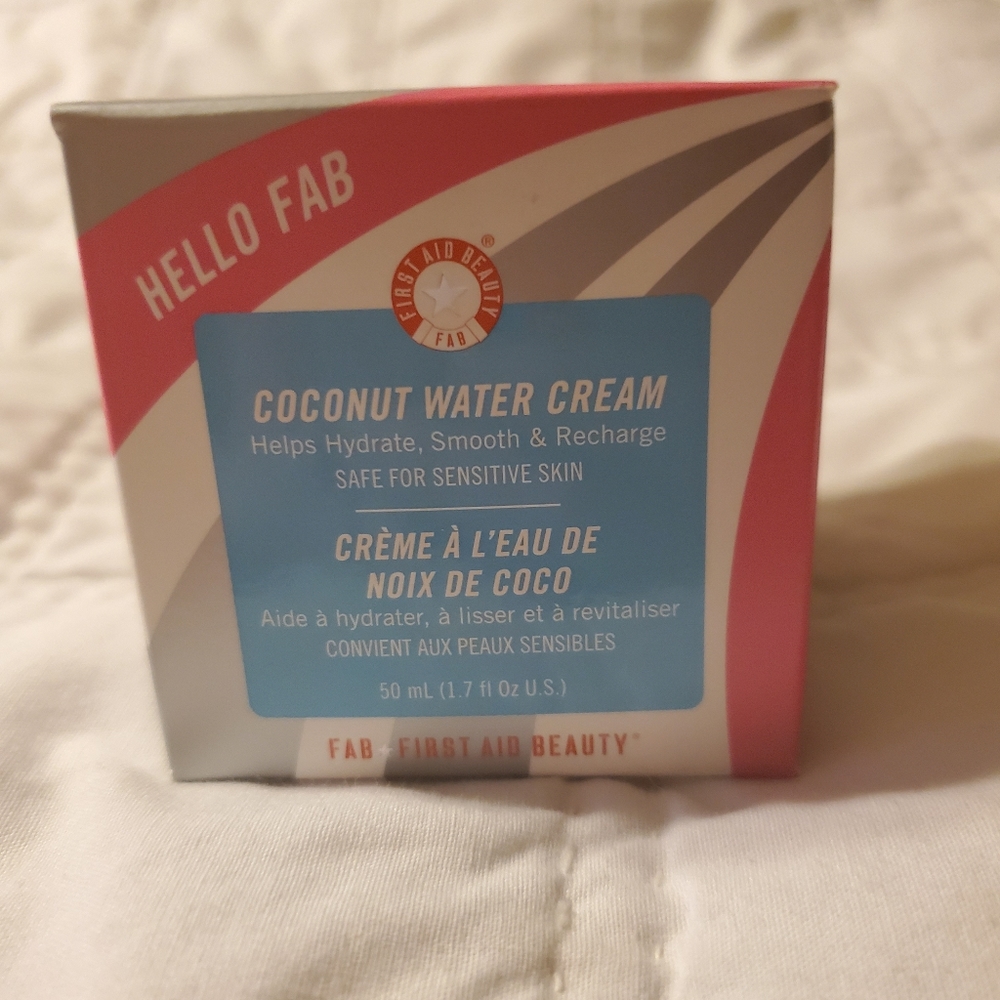 HELLO FAB
FIRST AID BEAUTY®
FAB
COCONUT WATER CREAM
Helps Hydrate, Smooth & Recharge
SAFE FOR SENSITIVE SKIN
CRÈME À L'EAU DE
NOIX DE COCO
Aide à hydrater, à lisser et à revitaliser
CONVIENT AUX PEAUX SENSIBLES
50 mL (1.7 fl Oz U.S.)
FAB + FIRST AID BEAUTY®